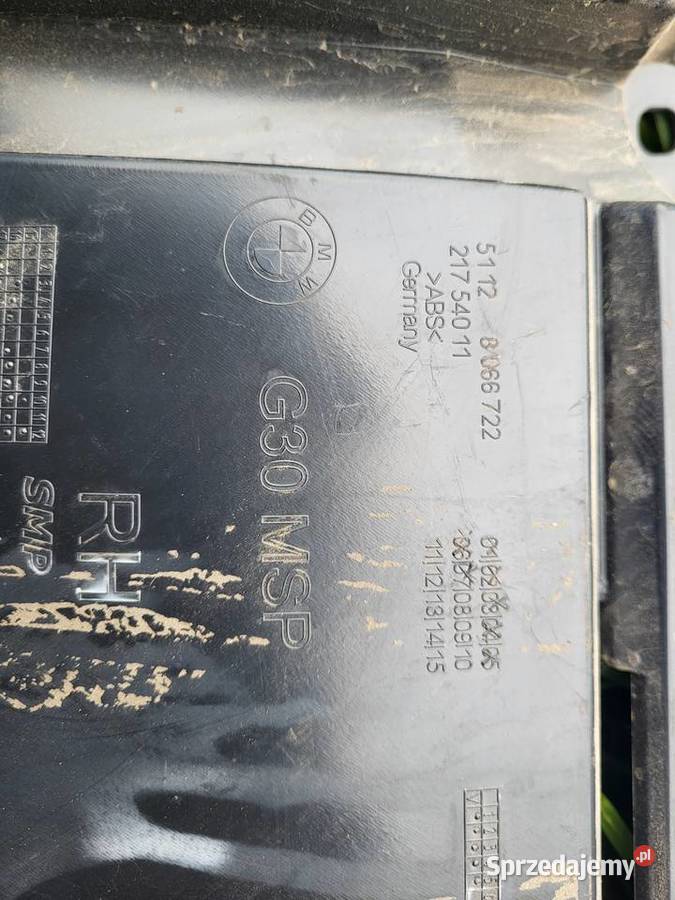 BMW
51 12 8 066 722
217 540 11
>ABS<
Germany
G30 MSP
RH
SMP
01|02|03|04|05
06|07|08|09|10
11|12|13|14|15
Sprzedajemy.pl